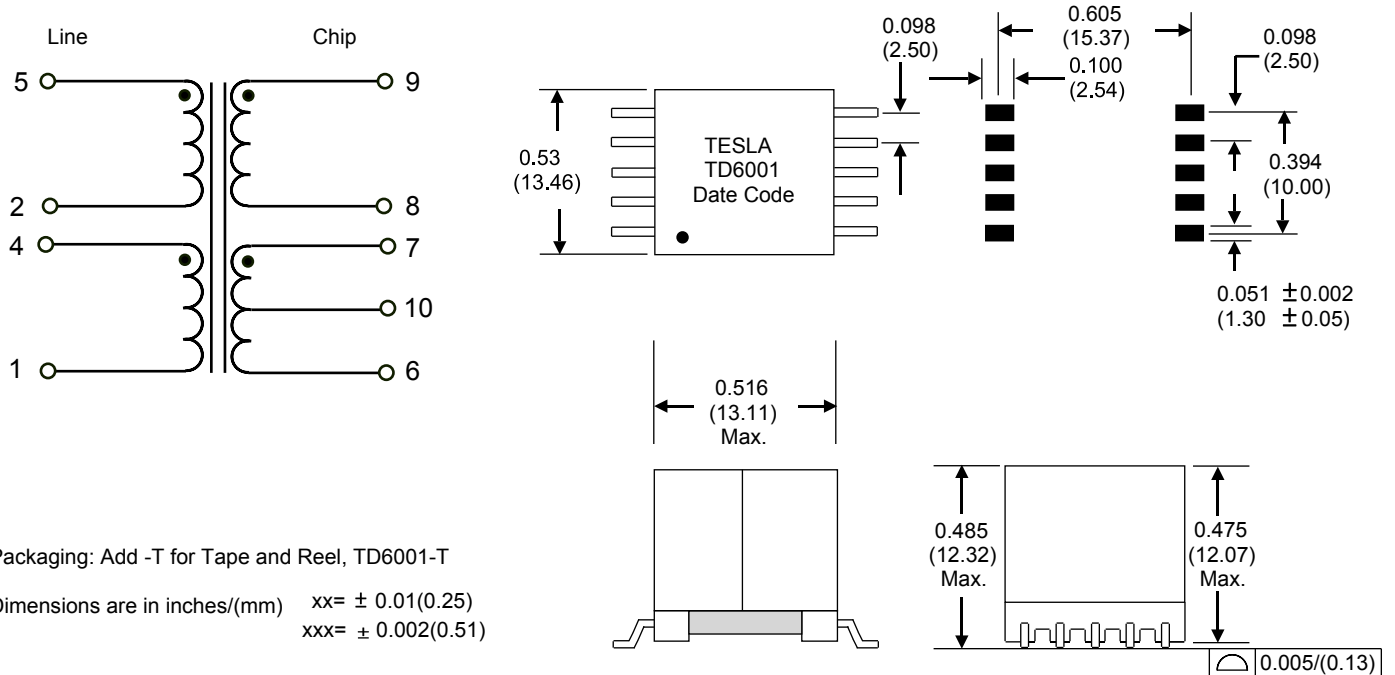 Line
Chip
5
9
2
8
4
7
10
1
6
0.53
(13.46)
TESLA
TD6001
Date Code
0.098
(2.50)
0.605
(15.37)
0.100
(2.54)
0.098
(2.50)
0.394
(10.00)
0.051 ±0.002
(1.30 ±0.05)
0.516
(13.11)
Max.
0.485
(12.32)
Max.
0.475
(12.07)
Max.
0.005/(0.13)
Packaging: Add -T for Tape and Reel, TD6001-T
Dimensions are in inches/(mm) xx= ± 0.01(0.25)
xxx= ± 0.002(0.51)